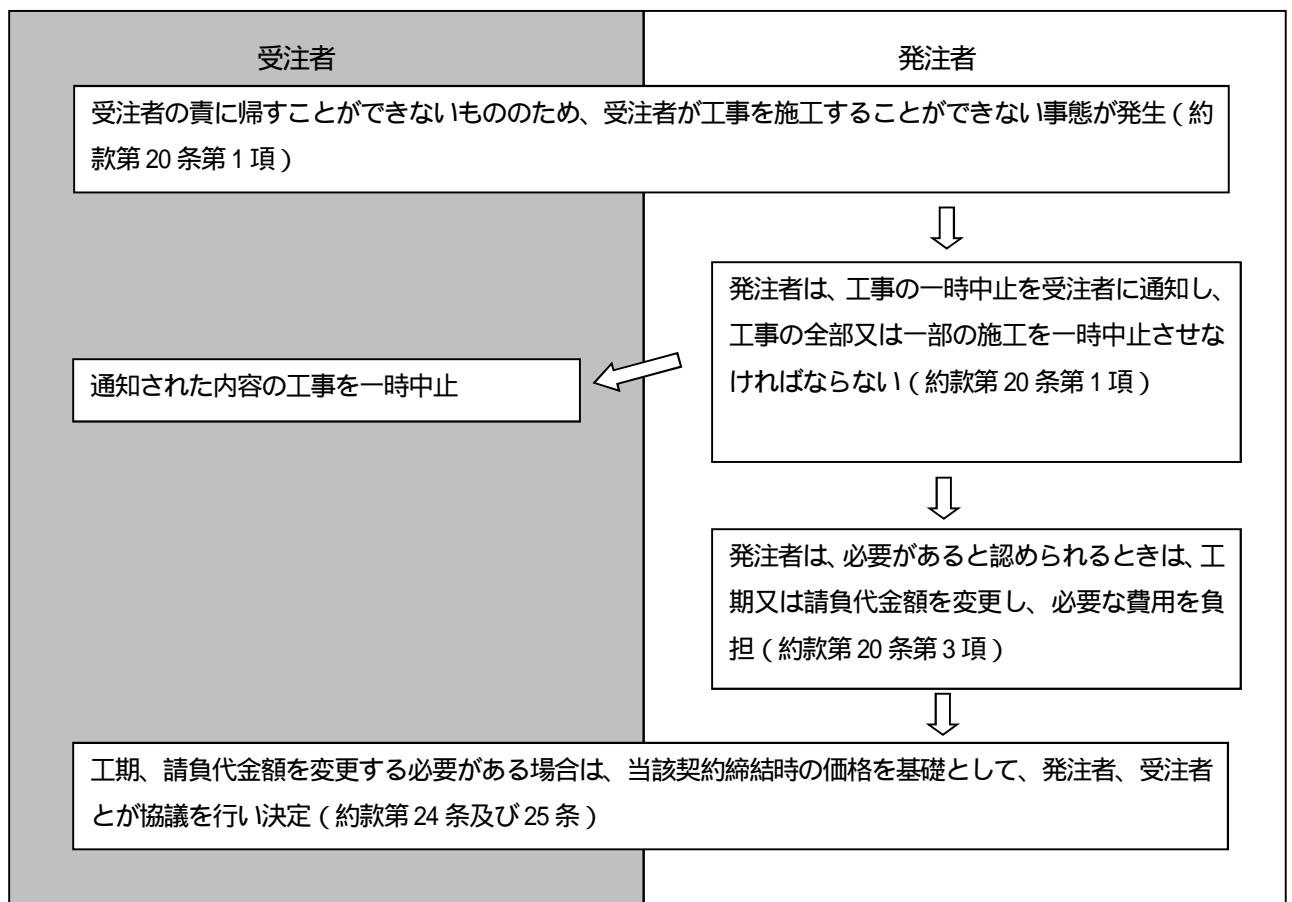 受注者
発注者
受注者の責に帰すことができないもののため、受注者が工事を施工することができない事態が発生(約
款第20条第1項)
発注者は、工事の一時中止を受注者に通知し、
工事の全部又は一部の施工を一時中止させな
ければならない(約款第20条第1項)
通知された内容の工事を一時中止
発注者は、必要があると認められるときは、工
期又は請負代金額を変更し、必要な費用を負
担(約款第20条第3項)
工期、請負代金額を変更する必要がある場合は、当該契約締結時の価格を基礎として、発注者、受注者
とが協議を行い決定(約款第24条及び25条)